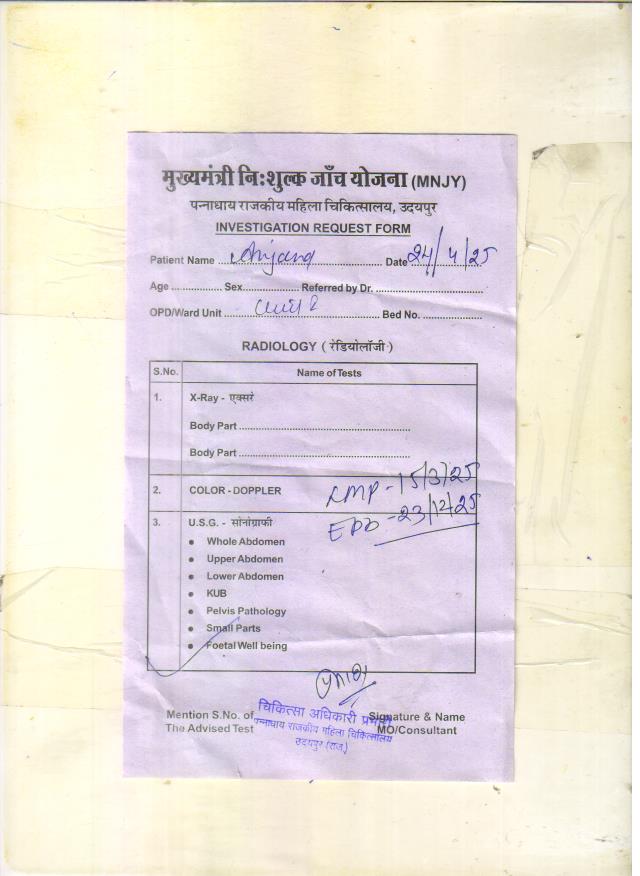 मुख्यमंत्री नि:शुल्क जाँच योजना (MNJY)
पन्नाधाय राजकीय महिला चिकित्सालय, उदयपुर
INVESTIGATION REQUEST FORM
Patient Name ........ Date 24/4/25
Age ............... Sex............... Referred by Dr. ...............
OPD/Ward Unit ............... Bed No. ...............
RADIOLOGY ( रेडियोलॉजी )
S.No. Name of Tests
1. X-Ray - एक्सरे
Body Part ...............
Body Part ...............
LMP - 15/3/25
2. COLOR - DOPPLER
EDD - 23/12/25
3. U.S.G. - सोनोग्राफी
• Whole Abdomen
• Upper Abdomen
• Lower Abdomen
• KUB
• Pelvis Pathology
• Small Parts
• Foetal Well being
Mention S.No. of Signature & Name
The Advised Test MO/Consultant
चिकित्सा अधिकारी प्रभारी
पन्नाधाय राजकीय महिला चिकित्सालय
उदयपुर (राज.)